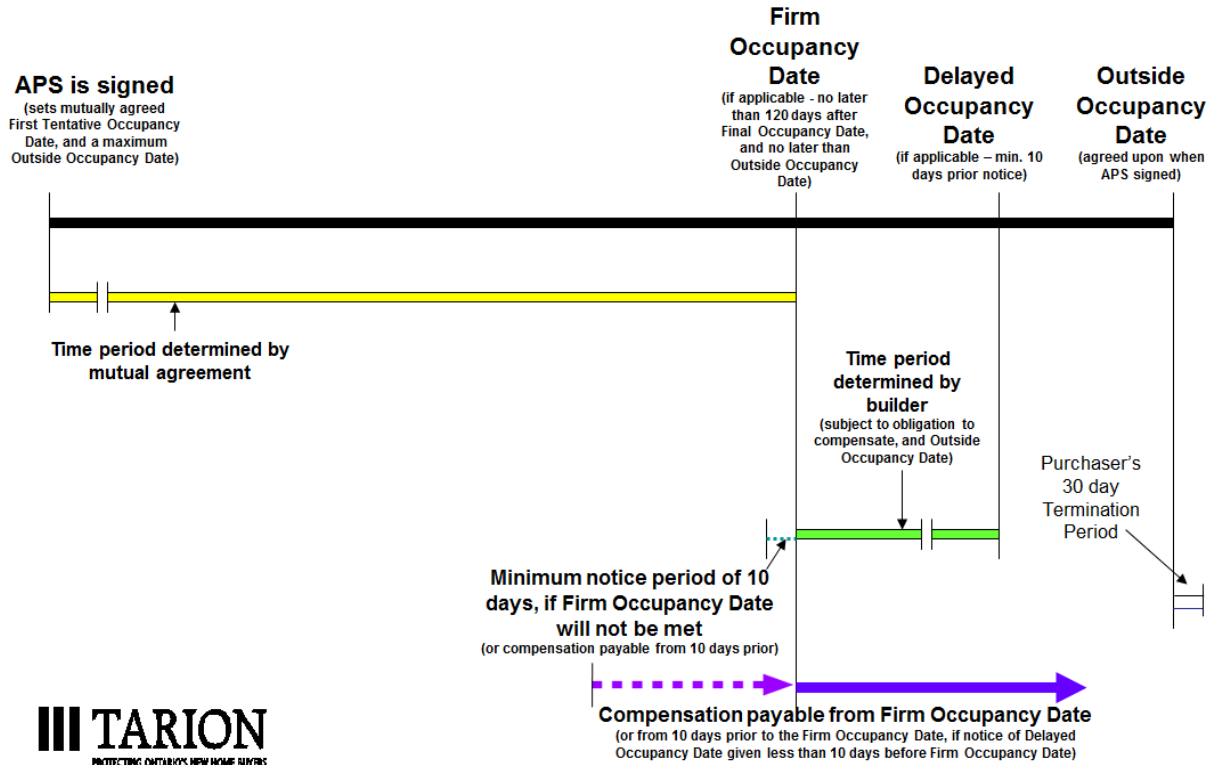 APS is signed
(sets mutually agreed
First Tentative Occupancy
Date, and a maximum
Outside Occupancy Date)
Firm
Occupancy
Date
(if applicable - no later
than 120 days after
Final Occupancy Date,
and no later than
Outside Occupancy
Date)
Delayed
Occupancy
Date
(if applicable – min. 10
days prior notice)
Outside
Occupancy
Date
(agreed upon when
APS signed)
Time period determined by
mutual agreement
Time period
determined by
builder
(subject to obligation to
compensate, and Outside
Occupancy Date)
Purchaser's
30 day
Termination
Period
Minimum notice period of 10
days, if Firm Occupancy Date
will not be met
(or compensation payable from 10 days prior)
Compensation payable from Firm Occupancy Date
(or from 10 days prior to the Firm Occupancy Date, if notice of Delayed
Occupancy Date given less than 10 days before Firm Occupancy Date)
TARION
PROTECTING ONTARIO'S NEW HOME BUYERS